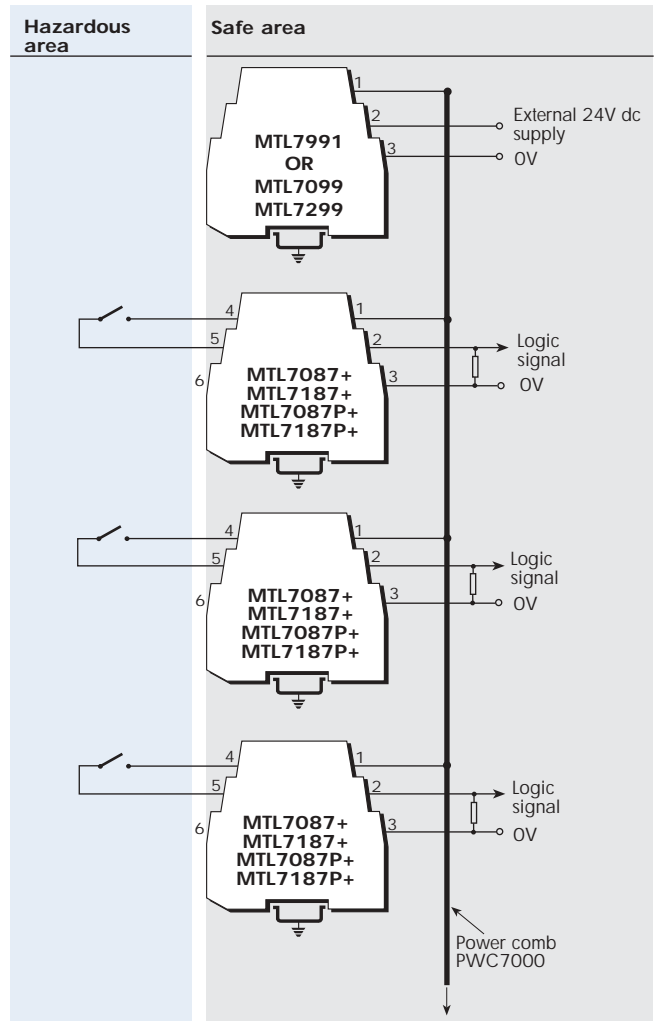 Hazardous
area
Safe area
1
2
3
MTL7991
OR
MTL7099
MTL7299
External 24V dc
supply
0V
4
5
6
1
2
3
MTL7087+
MTL7187+
MTL7087P+
MTL7187P+
Logic
signal
0V
4
5
6
1
2
3
MTL7087+
MTL7187+
MTL7087P+
MTL7187P+
Logic
signal
0V
4
5
6
1
2
3
MTL7087+
MTL7187+
MTL7087P+
MTL7187P+
Logic
signal
0V
Power comb
PWC7000